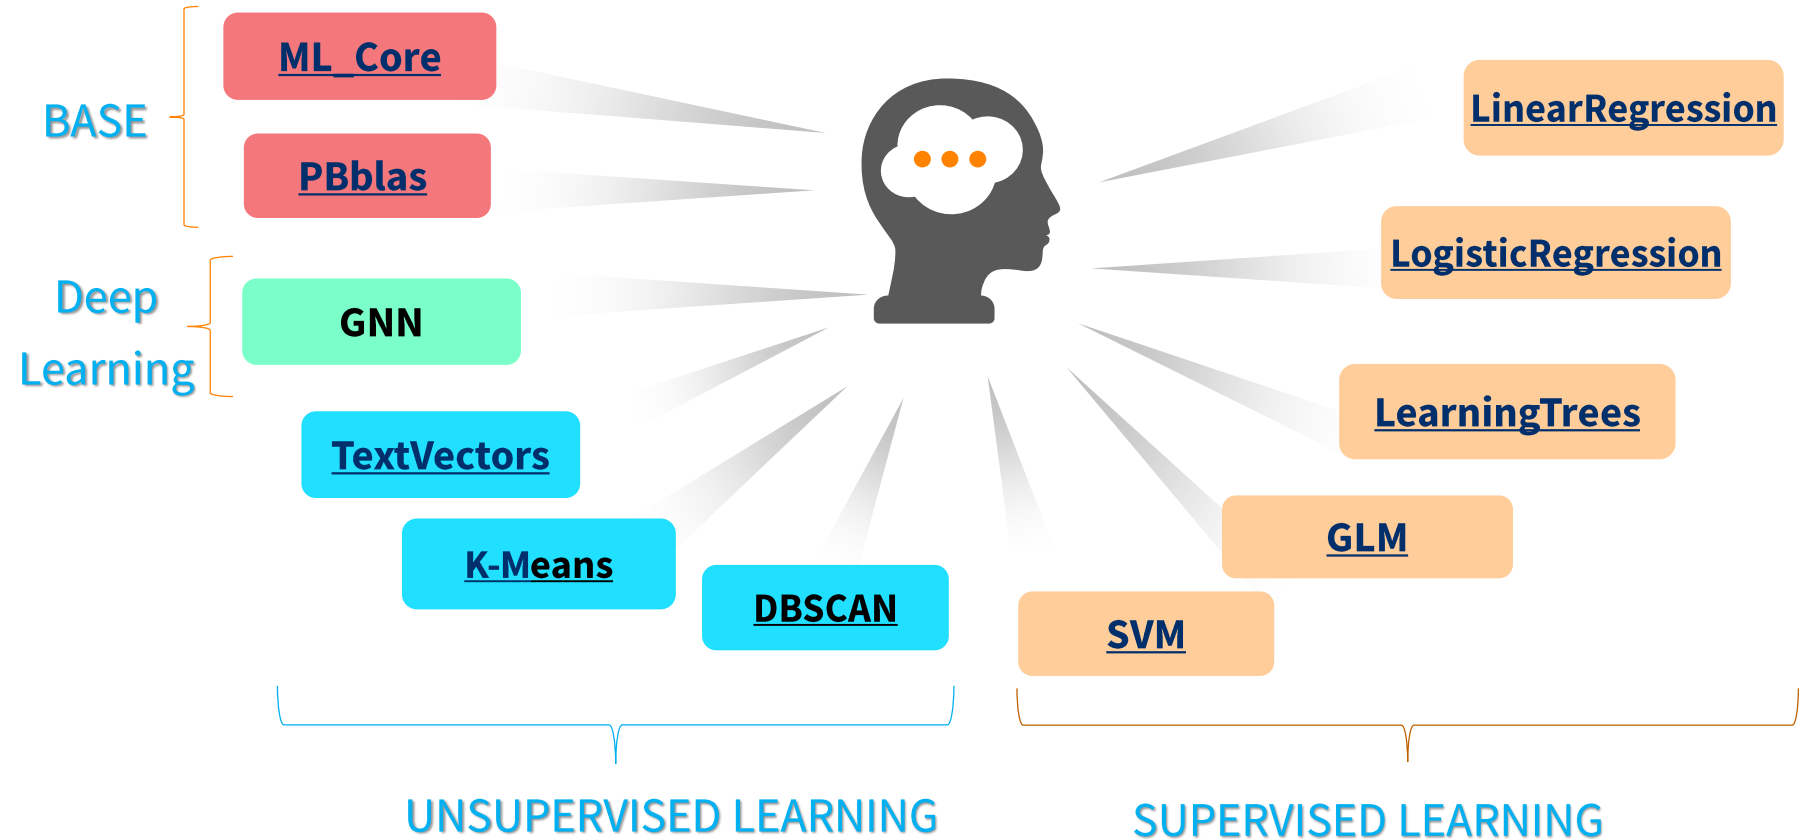 ML_Core
BASE
PBblas
Deep
Learning
GNN
TextVectors
K-Means
DBSCAN
UNSUPERVISED LEARNING
LinearRegression
LogisticRegression
LearningTrees
GLM
SVM
SUPERVISED LEARNING